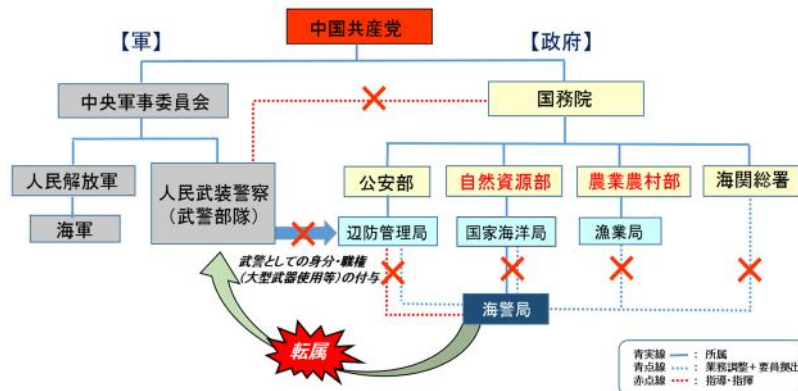 中国共産党
【軍】
【政府】
中央軍事委員会
国務院
人民解放軍
人民武装警察
(武警部隊)
公安部
自然資源部
農業農村部
海関総署
海軍
辺防管理局
国家海洋局
漁業局
武警としての身分・職権
(大型武器使用等)の付与
海警局
転属
青実線 : 所属
青点線 : 業務調整+要員拠出
赤点線 : 指導・指揮